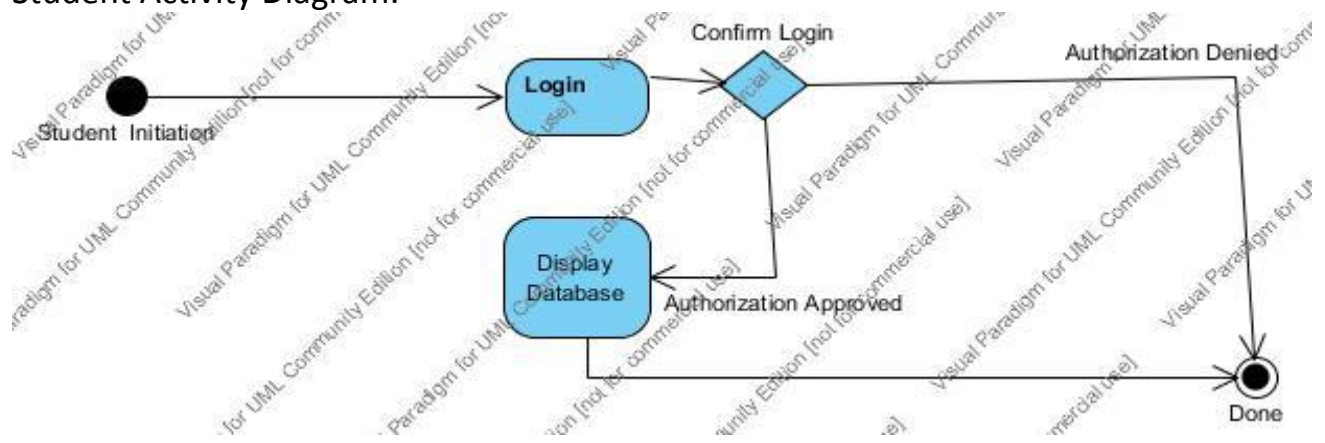 Student Activity Diagram:
Confirm Login
Authorization Denied
Login
Student Initiation
Display
Database
Authorization Approved
Done
Visual Paradigm for UML Community Edition [not for commercial use]